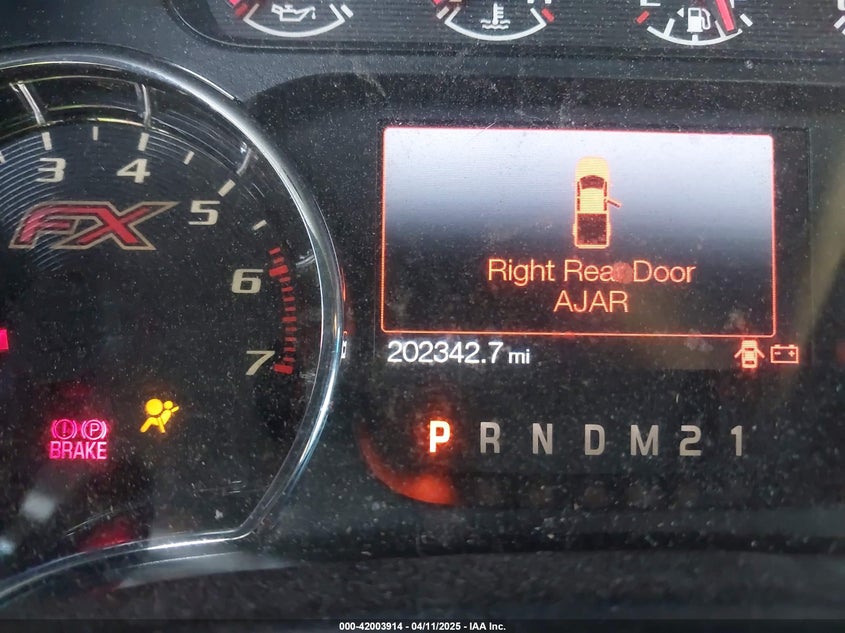 3 4 5 6 7
FX
BRAKE
Right Rear Door
AJAR
202342.7 mi
P R N D M 2 1
000-42003914 - 04/11/2025 - IAA Inc.